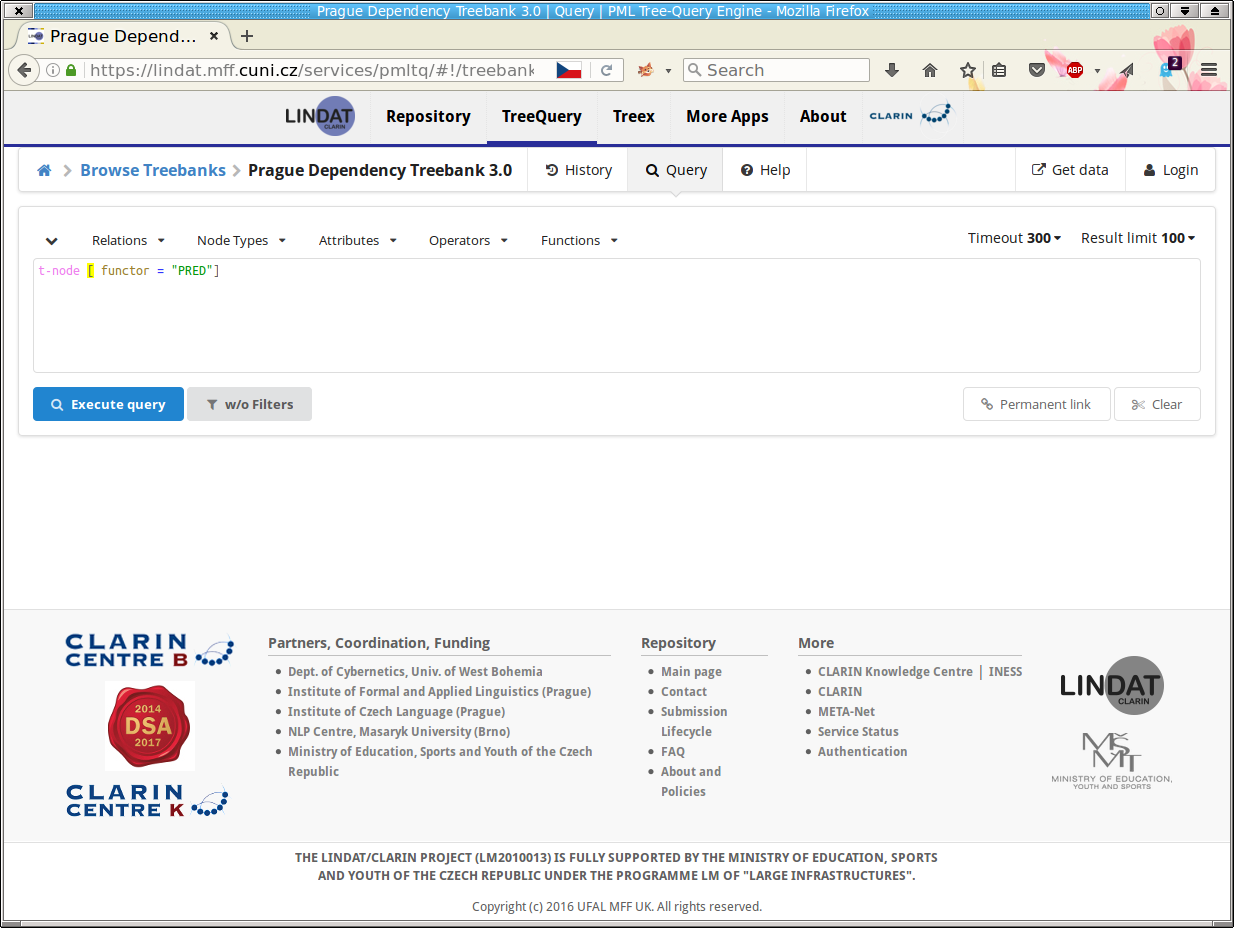 Prague Dependency Treebank 3.0 | Query | PML Tree-Query Engine - Mozilla Firefox
Prague Depend...
https://lindat.mff.cuni.cz/services/pmltq/#!/treebank
Search
ABP
2
LINDAT
CLARIN
Repository
TreeQuery
Treex
More Apps
About
CLARIN
Browse Treebanks
Prague Dependency Treebank 3.0
History
Query
Help
Get data
Login
Relations
Node Types
Attributes
Operators
Functions
Timeout 300
Result limit 100
t-node [ functor = "PRED"]
Execute query
w/o Filters
Permanent link
Clear
CLARIN
CENTRE B
2014
DSA
2017
CLARIN
CENTRE K
Partners, Coordination, Funding
Dept. of Cybernetics, Univ. of West Bohemia
Institute of Formal and Applied Linguistics (Prague)
Institute of Czech Language (Prague)
NLP Centre, Masaryk University (Brno)
Ministry of Education, Sports and Youth of the Czech
Republic
Repository
Main page
Contact
Submission
Lifecycle
FAQ
About and
Policies
More
CLARIN Knowledge Centre | INESS
CLARIN
META-Net
Service Status
Authentication
LINDAT
CLARIN
MŠMT
MINISTRY OF EDUCATION,
YOUTH AND SPORTS
THE LINDAT/CLARIN PROJECT (LM2010013) IS FULLY SUPPORTED BY THE MINISTRY OF EDUCATION, SPORTS
AND YOUTH OF THE CZECH REPUBLIC UNDER THE PROGRAMME LM OF "LARGE INFRASTRUCTURES".
Copyright (c) 2016 UFAL MFF UK. All rights reserved.